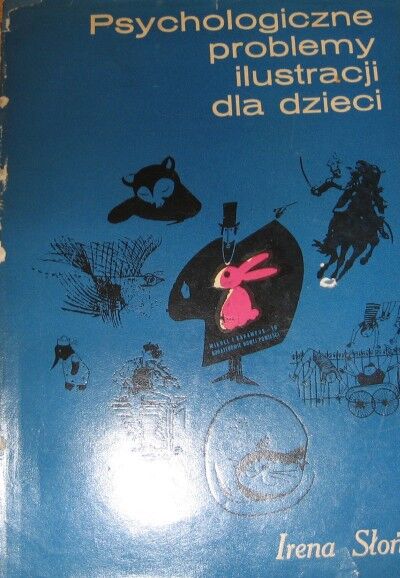 Psychologiczne
problemy
ilustracji
dla dzieci
Irena Słoń